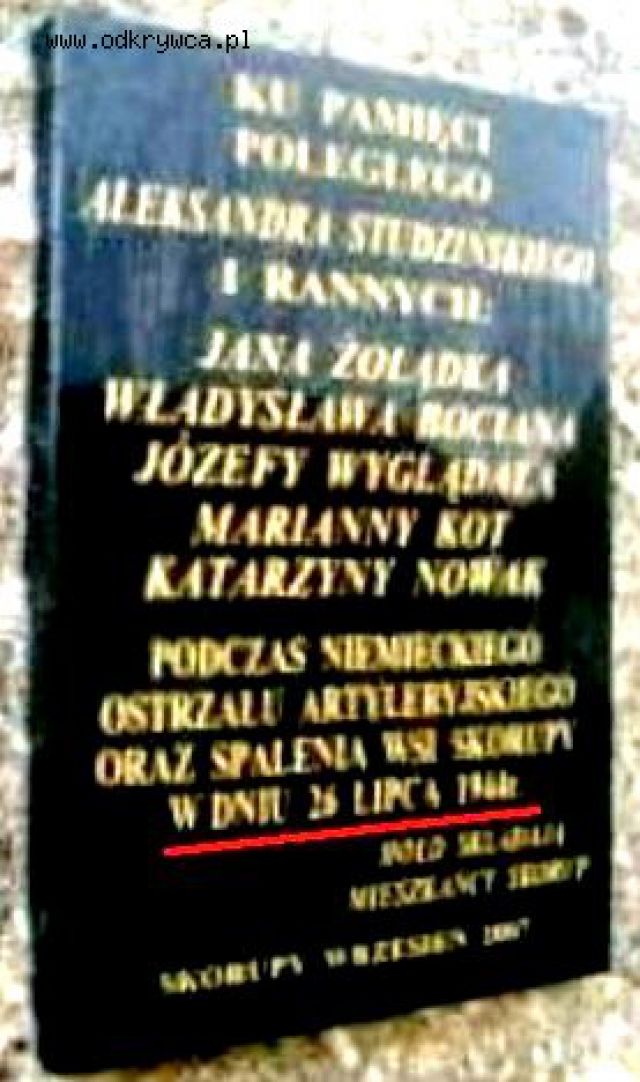 www.odkrywca.pl
KU PAMIĘCI
POLEGŁEGO
ALEKSANDRA STUDZIŃSKIEGO
I RANNYCH:
JANA ŻOŁĄDKA
WŁADYSŁAWA BOCIANA
JÓZEFY WYGLĄDAŁA
MARIANNY KOT
KATARZYNY NOWAK
PODCZAS NIEMIECKIEGO
OSTRZAŁU ARTYLERYJSKIEGO
ORAZ SPALENIA WSI SKORUPY
W DNIU 26 LIPCA 1944r.
HOŁD SKŁADAJĄ
MIESZKAŃCY SKORUP
SKORUPY WRZESIEŃ